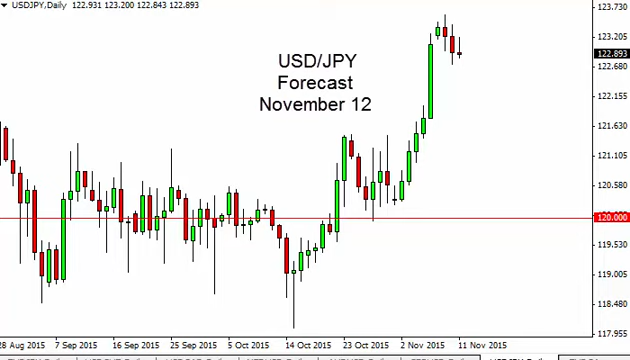 USDJPY,Daily 122.931 123.200 122.843 122.893
USD/JPY
Forecast
November 12
123.730
123.205
122.893
122.680
122.155
121.630
121.105
120.580
120.000
119.530
119.005
118.480
117.955
28 Aug 2015 7 Sep 2015 16 Sep 2015 25 Sep 2015 5 Oct 2015 14 Oct 2015 23 Oct 2015 2 Nov 2015 11 Nov 2015